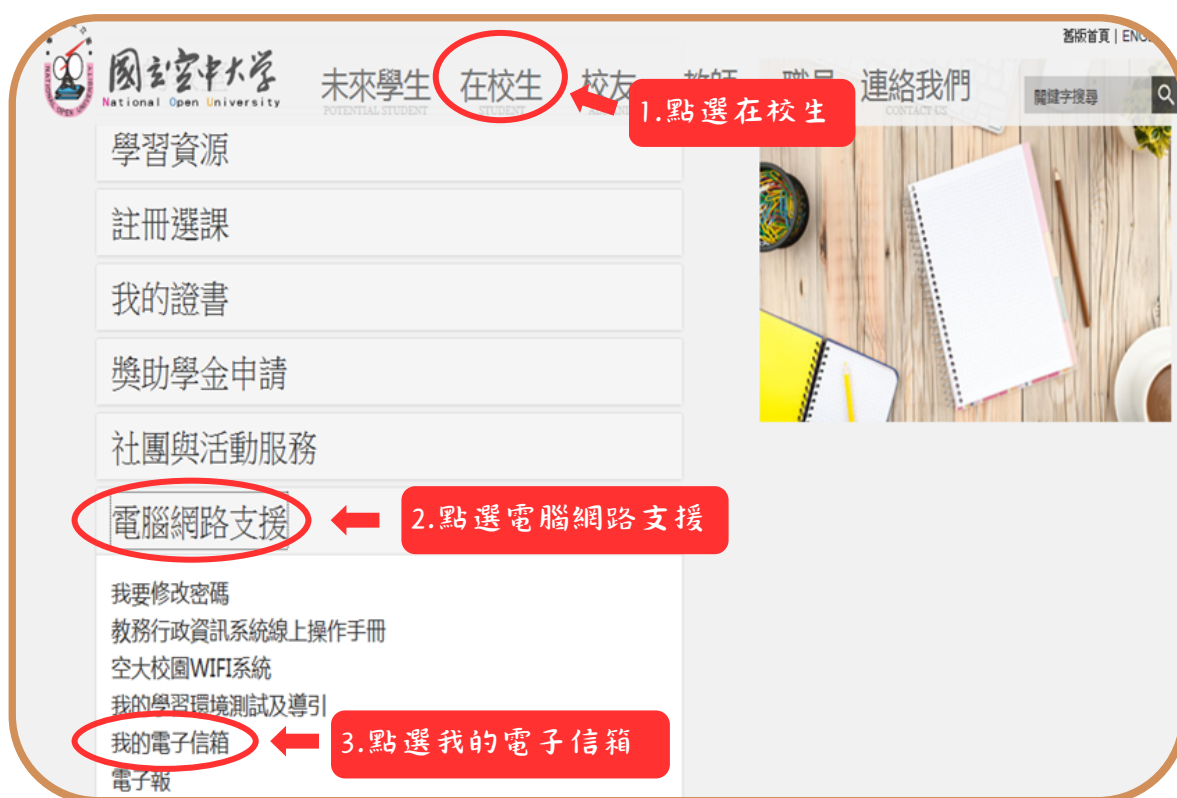 舊版首頁 | ENG
國立空中大學
National Open University
未來學生 在校生 校友 教師 職員 連絡我們
POTENTIAL STUDENT STUDENT CONTACT US
關鍵字搜尋
1.點選在校生
學習資源
註冊選課
我的證書
獎助學金申請
社團與活動服務
電腦網路支援
2.點選電腦網路支援
我要修改密碼
教務行政資訊系統線上操作手冊
空大校園WIFI系統
我的學習環境測試及導引
我的電子信箱
3.點選我的電子信箱
電子報